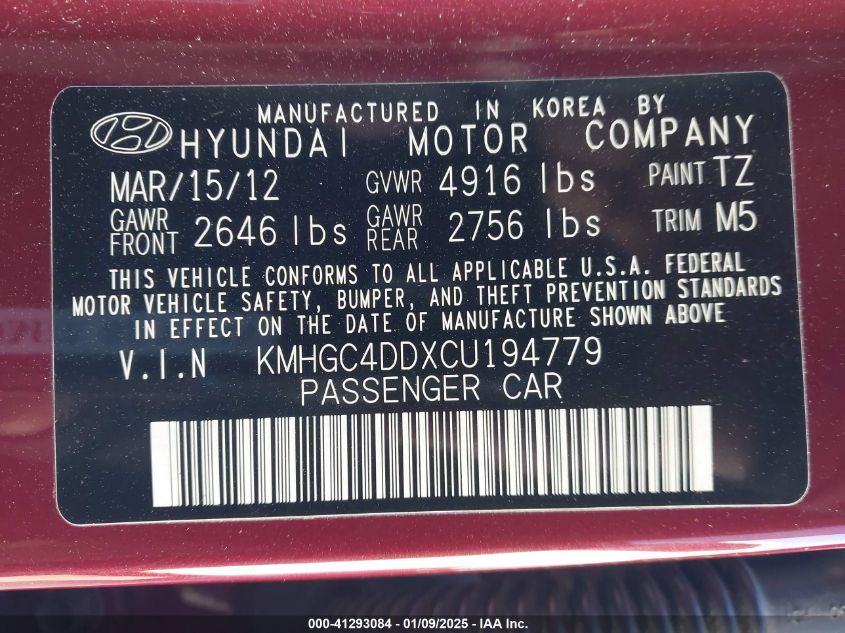 MANUFACTURED IN KOREA BY
HYUNDAI MOTOR COMPANY
MAR/15/12 GVWR 4916 lbs PAINT TZ
GAWR FRONT 2646 lbs GAWR REAR 2756 lbs TRIM M5
THIS VEHICLE CONFORMS TO ALL APPLICABLE U.S.A. FEDERAL
MOTOR VEHICLE SAFETY, BUMPER, AND THEFT PREVENTION STANDARDS
IN EFFECT ON THE DATE OF MANUFACTURE SHOWN ABOVE
V.I.N KMHGC4DDXCU194779
PASSENGER CAR
000-41293084 - 01/09/2025 - IAA Inc.